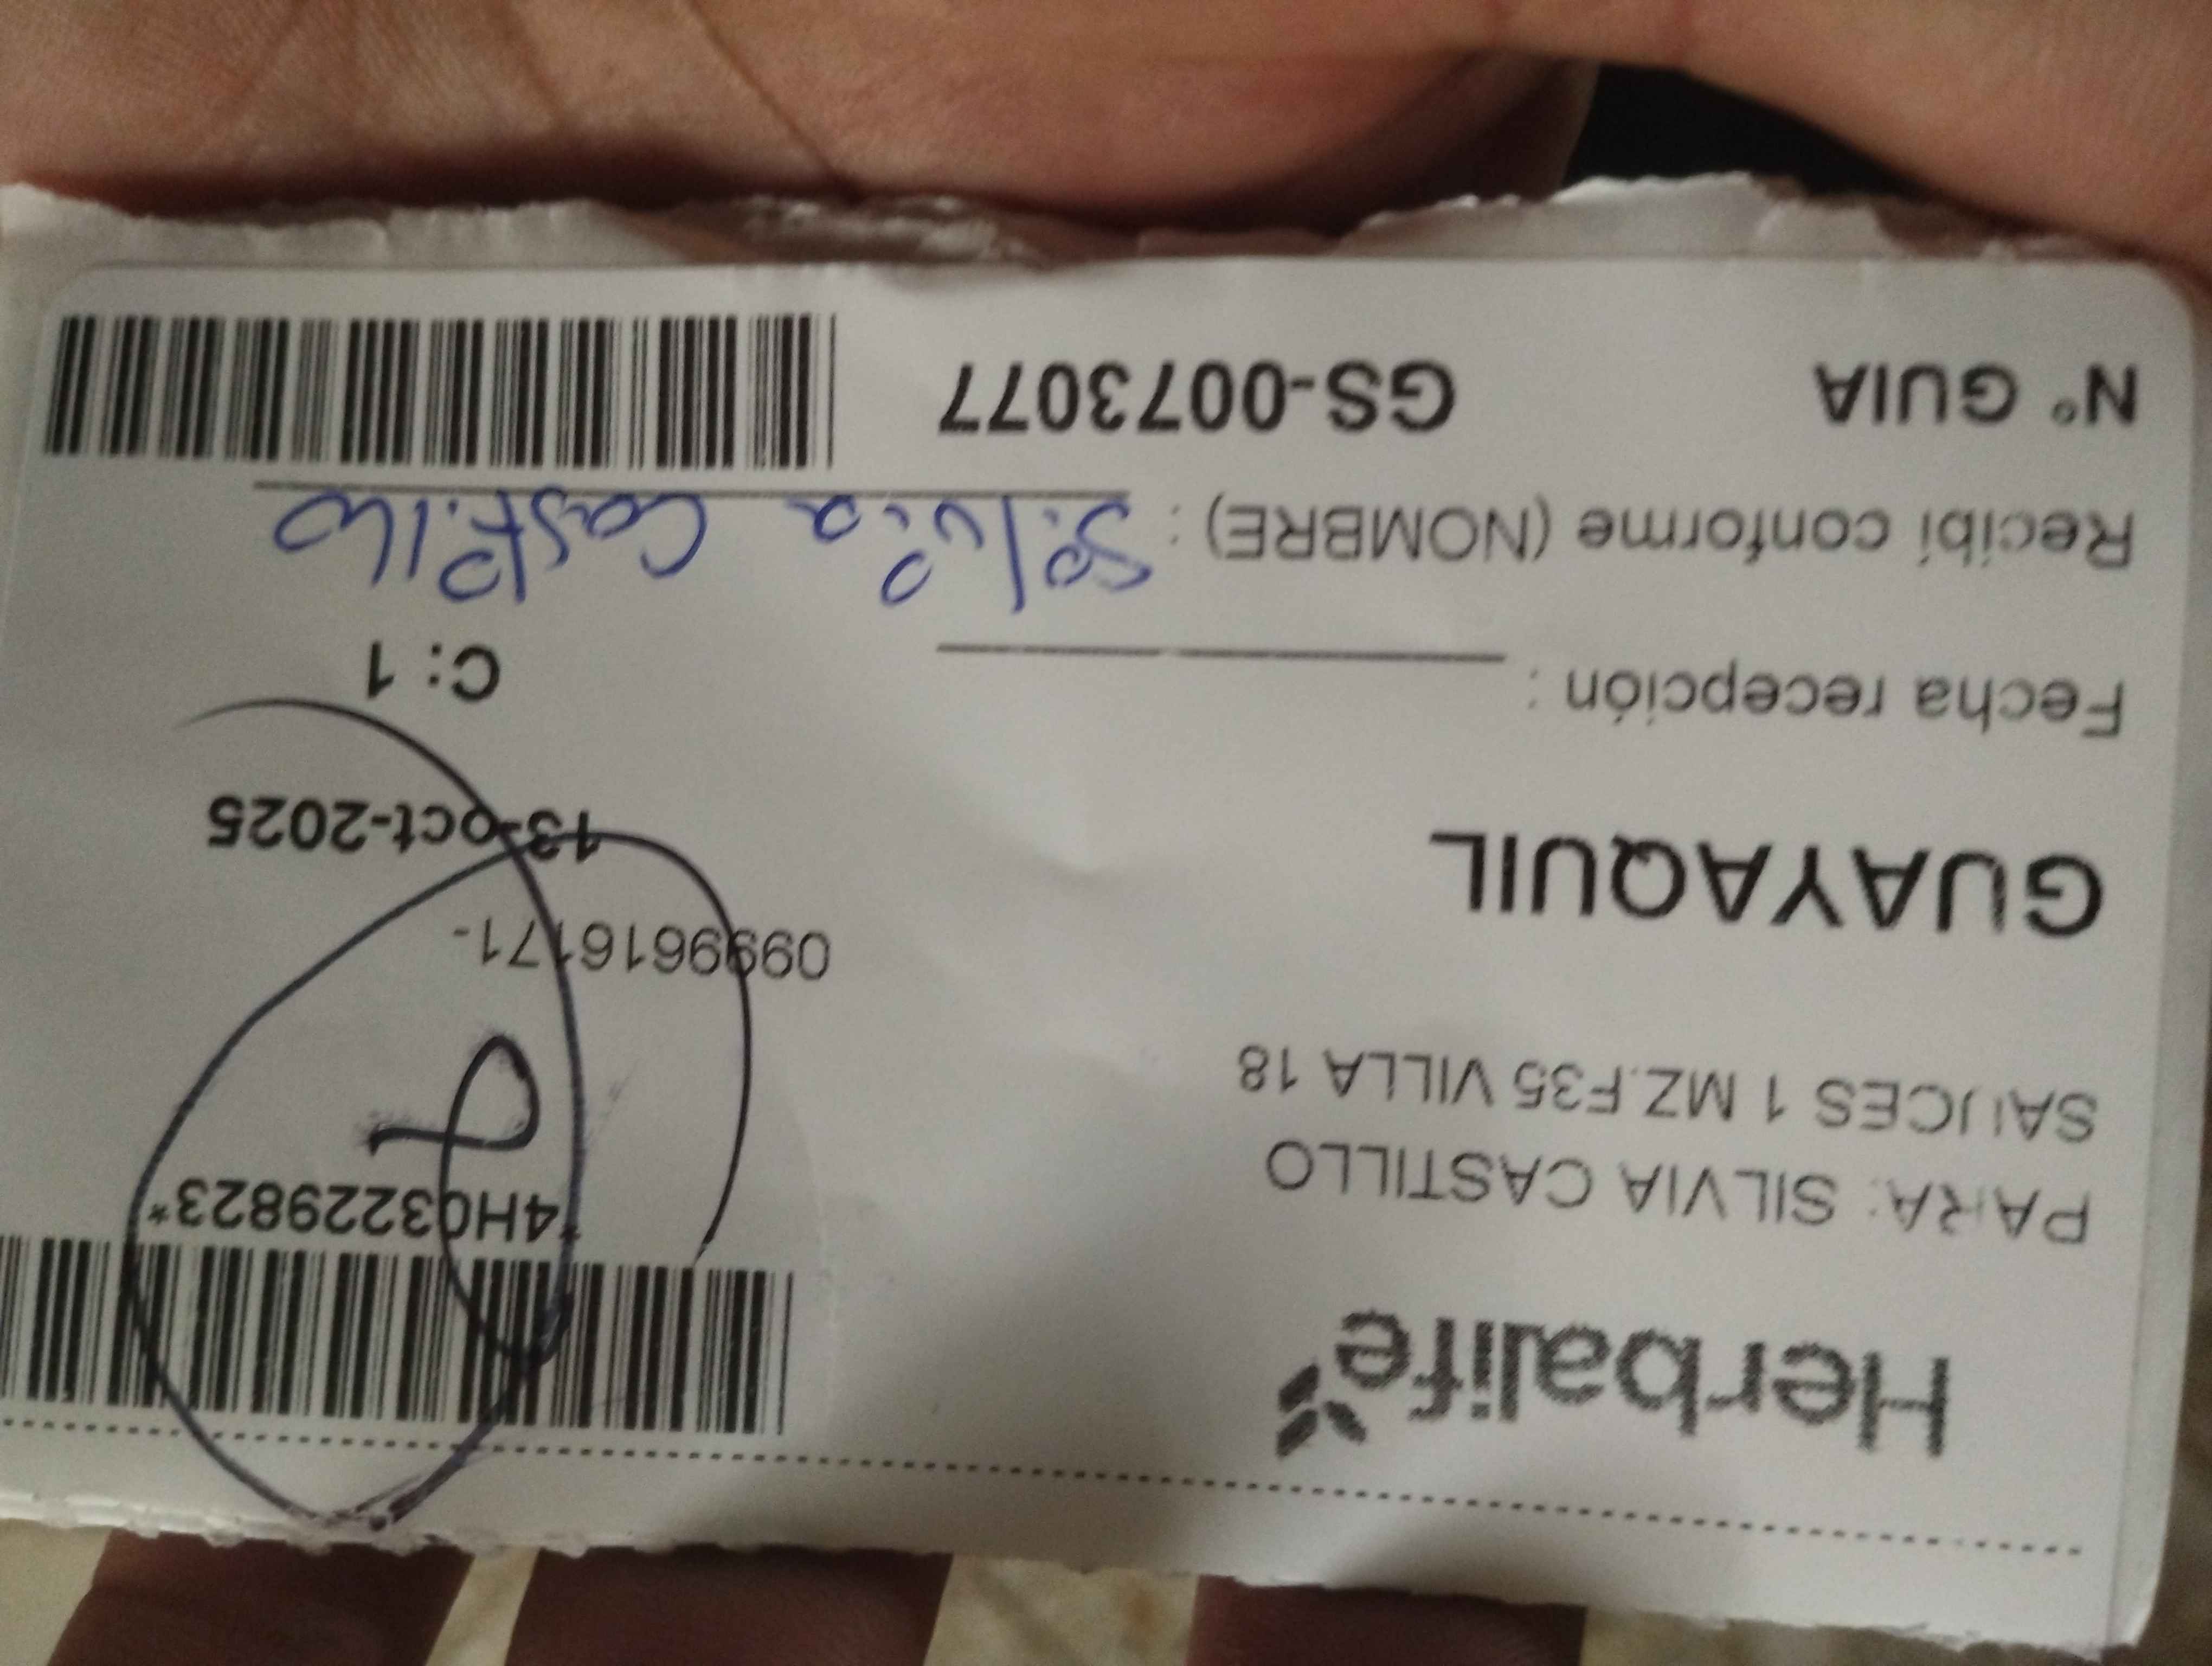 Herbalife
*4H03229823*
PARA: SILVIA CASTILLO
SAUCES 1 MZ.F35 VILLA 18
0999616171-
GUAYAQUIL
13-oct-2025
Fecha recepción :
C: 1
Recibí conforme (NOMBRE) : Silvia Castillo
N° GUIA GS-0073077